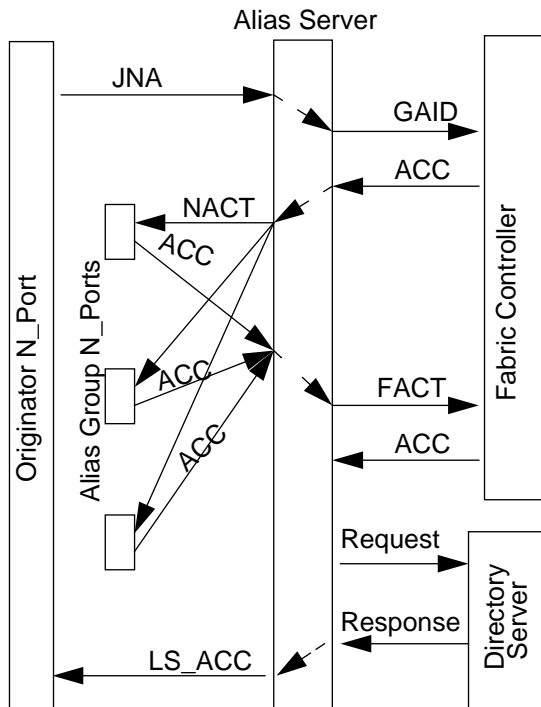 Alias Server
JNA
GAID
ACC
NACT
ACC
ACC
ACC
FACT
ACC
Request
Response
LS_ACC
Originator N_Port
Alias Group N_Ports
Fabric Controller
Directory
Server